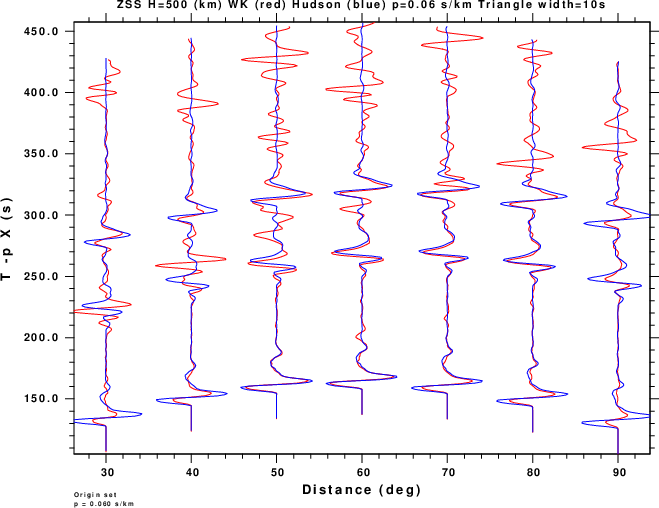 ZSS H=500 (km) WK (red) Hudson (blue) p=0.06 s/km Triangle width=10s
450.0
400.0
350.0
300.0
250.0
200.0
150.0
T -p X (s)
30 40 50 60 70 80 90
Distance (deg)
Origin set
p = 0.060 s/km